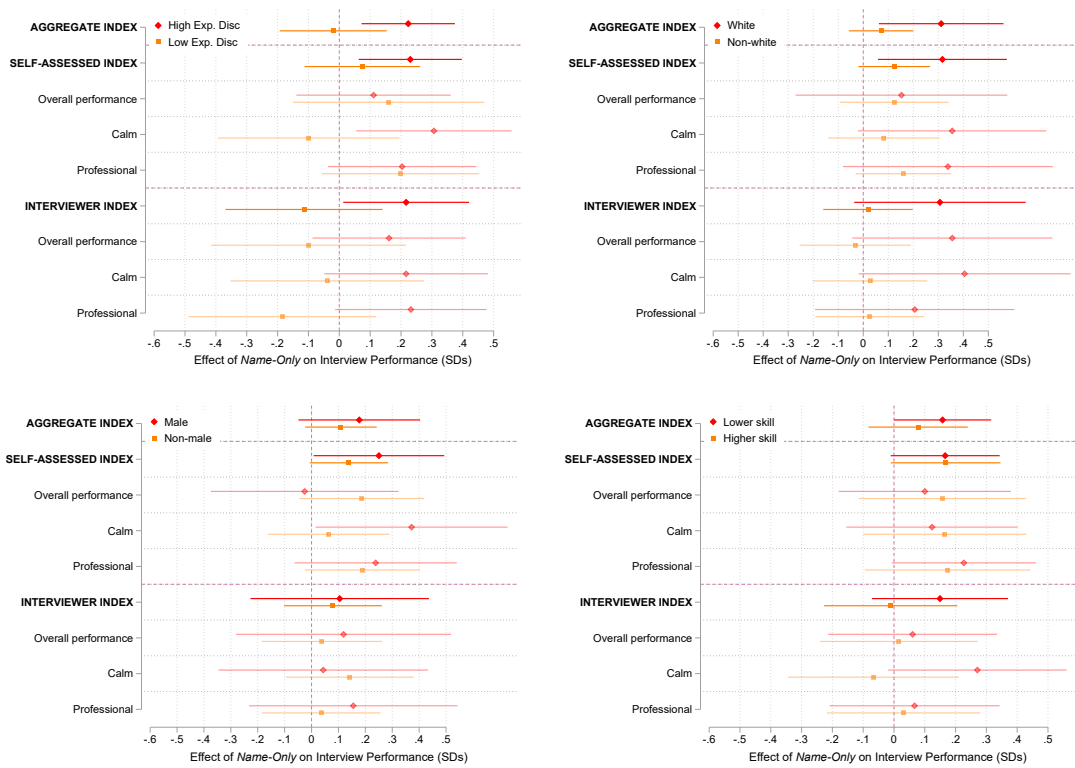 AGGREGATE INDEX
High Exp. Disc
Low Exp. Disc
SELF-ASSESSED INDEX
Overall performance
Calm
Professional
INTERVIEWER INDEX
Overall performance
Calm
Professional
-.6 -.5 -.4 -.3 -.2 -.1 0 .1 .2 .3 .4 .5
Effect of Name-Only on Interview Performance (SDs)
AGGREGATE INDEX
White
Non-white
SELF-ASSESSED INDEX
Overall performance
Calm
Professional
INTERVIEWER INDEX
Overall performance
Calm
Professional
-.6 -.5 -.4 -.3 -.2 -.1 0 .1 .2 .3 .4 .5
Effect of Name-Only on Interview Performance (SDs)
AGGREGATE INDEX
Male
Non-male
SELF-ASSESSED INDEX
Overall performance
Calm
Professional
INTERVIEWER INDEX
Overall performance
Calm
Professional
-.6 -.5 -.4 -.3 -.2 -.1 0 .1 .2 .3 .4 .5
Effect of Name-Only on Interview Performance (SDs)
AGGREGATE INDEX
Lower skill
Higher skill
SELF-ASSESSED INDEX
Overall performance
Calm
Professional
INTERVIEWER INDEX
Overall performance
Calm
Professional
-.6 -.5 -.4 -.3 -.2 -.1 0 .1 .2 .3 .4 .5
Effect of Name-Only on Interview Performance (SDs)